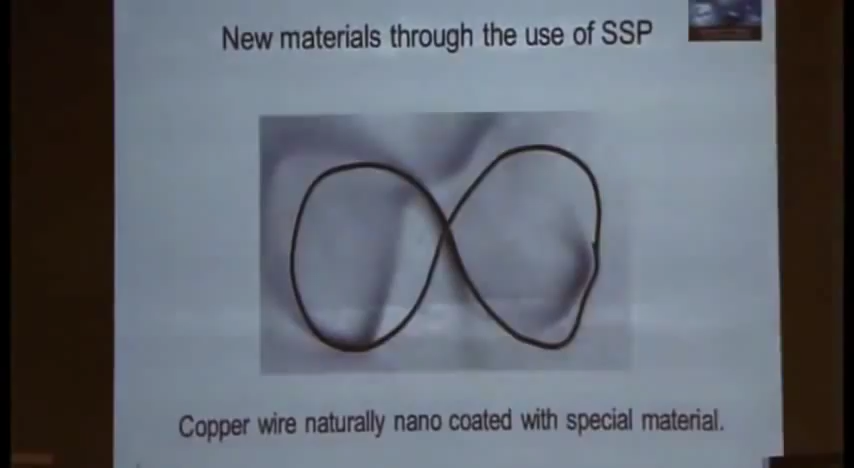 New materials through the use of SSP
Copper wire naturally nano coated with special material.